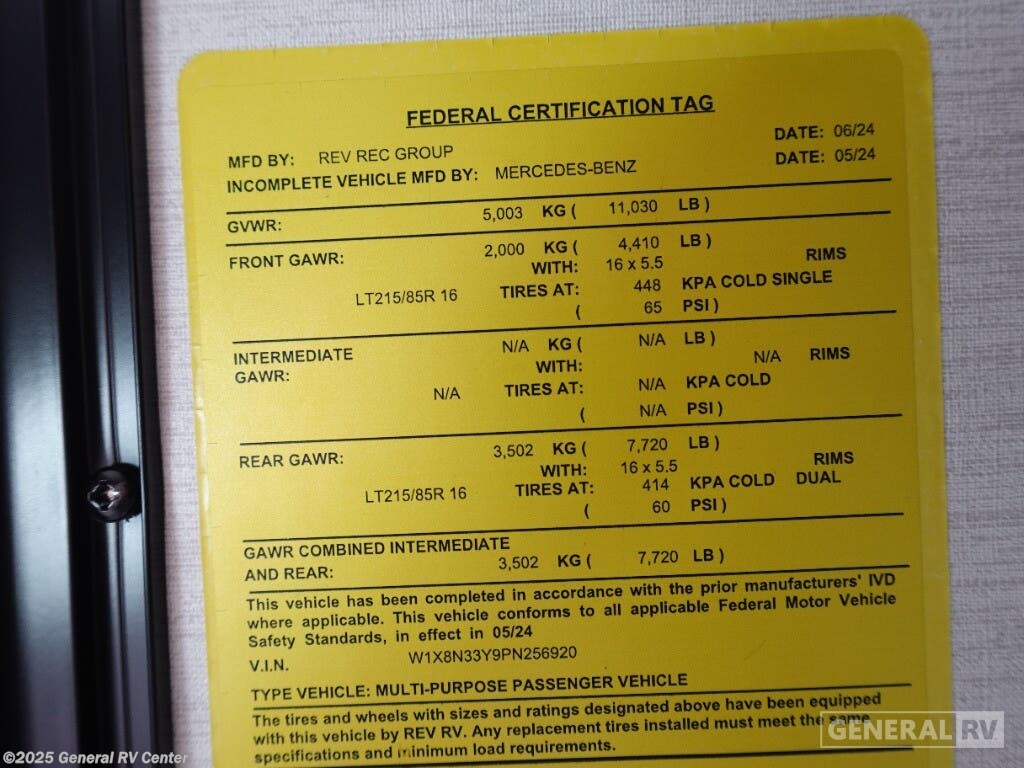 FEDERAL CERTIFICATION TAG
MFD BY: REV REC GROUP DATE: 06/24
INCOMPLETE VEHICLE MFD BY: MERCEDES-BENZ DATE: 05/24
GVWR: 5,003 KG ( 11,030 LB )
FRONT GAWR: 2,000 KG ( 4,410 LB )
WITH: 16 x 5.5 RIMS
LT215/85R 16 TIRES AT: 448 KPA COLD SINGLE
( 65 PSI )
INTERMEDIATE N/A KG ( N/A LB )
GAWR: WITH: N/A RIMS
N/A TIRES AT: N/A KPA COLD
( N/A PSI )
REAR GAWR: 3,502 KG ( 7,720 LB )
WITH: 16 x 5.5 RIMS
LT215/85R 16 TIRES AT: 414 KPA COLD DUAL
( 60 PSI )
GAWR COMBINED INTERMEDIATE
AND REAR: 3,502 KG ( 7,720 LB )
This vehicle has been completed in accordance with the prior manufacturers' IVD
where applicable. This vehicle conforms to all applicable Federal Motor Vehicle
Safety Standards, in effect in 05/24
V.I.N. W1X8N33Y9PN256920
TYPE VEHICLE: MULTI-PURPOSE PASSENGER VEHICLE
The tires and wheels with sizes and ratings designated above have been equipped
with this vehicle by REV RV. Any replacement tires installed must meet the same
specifications and minimum load requirements.
GENERAL RV
©2025 General RV Center